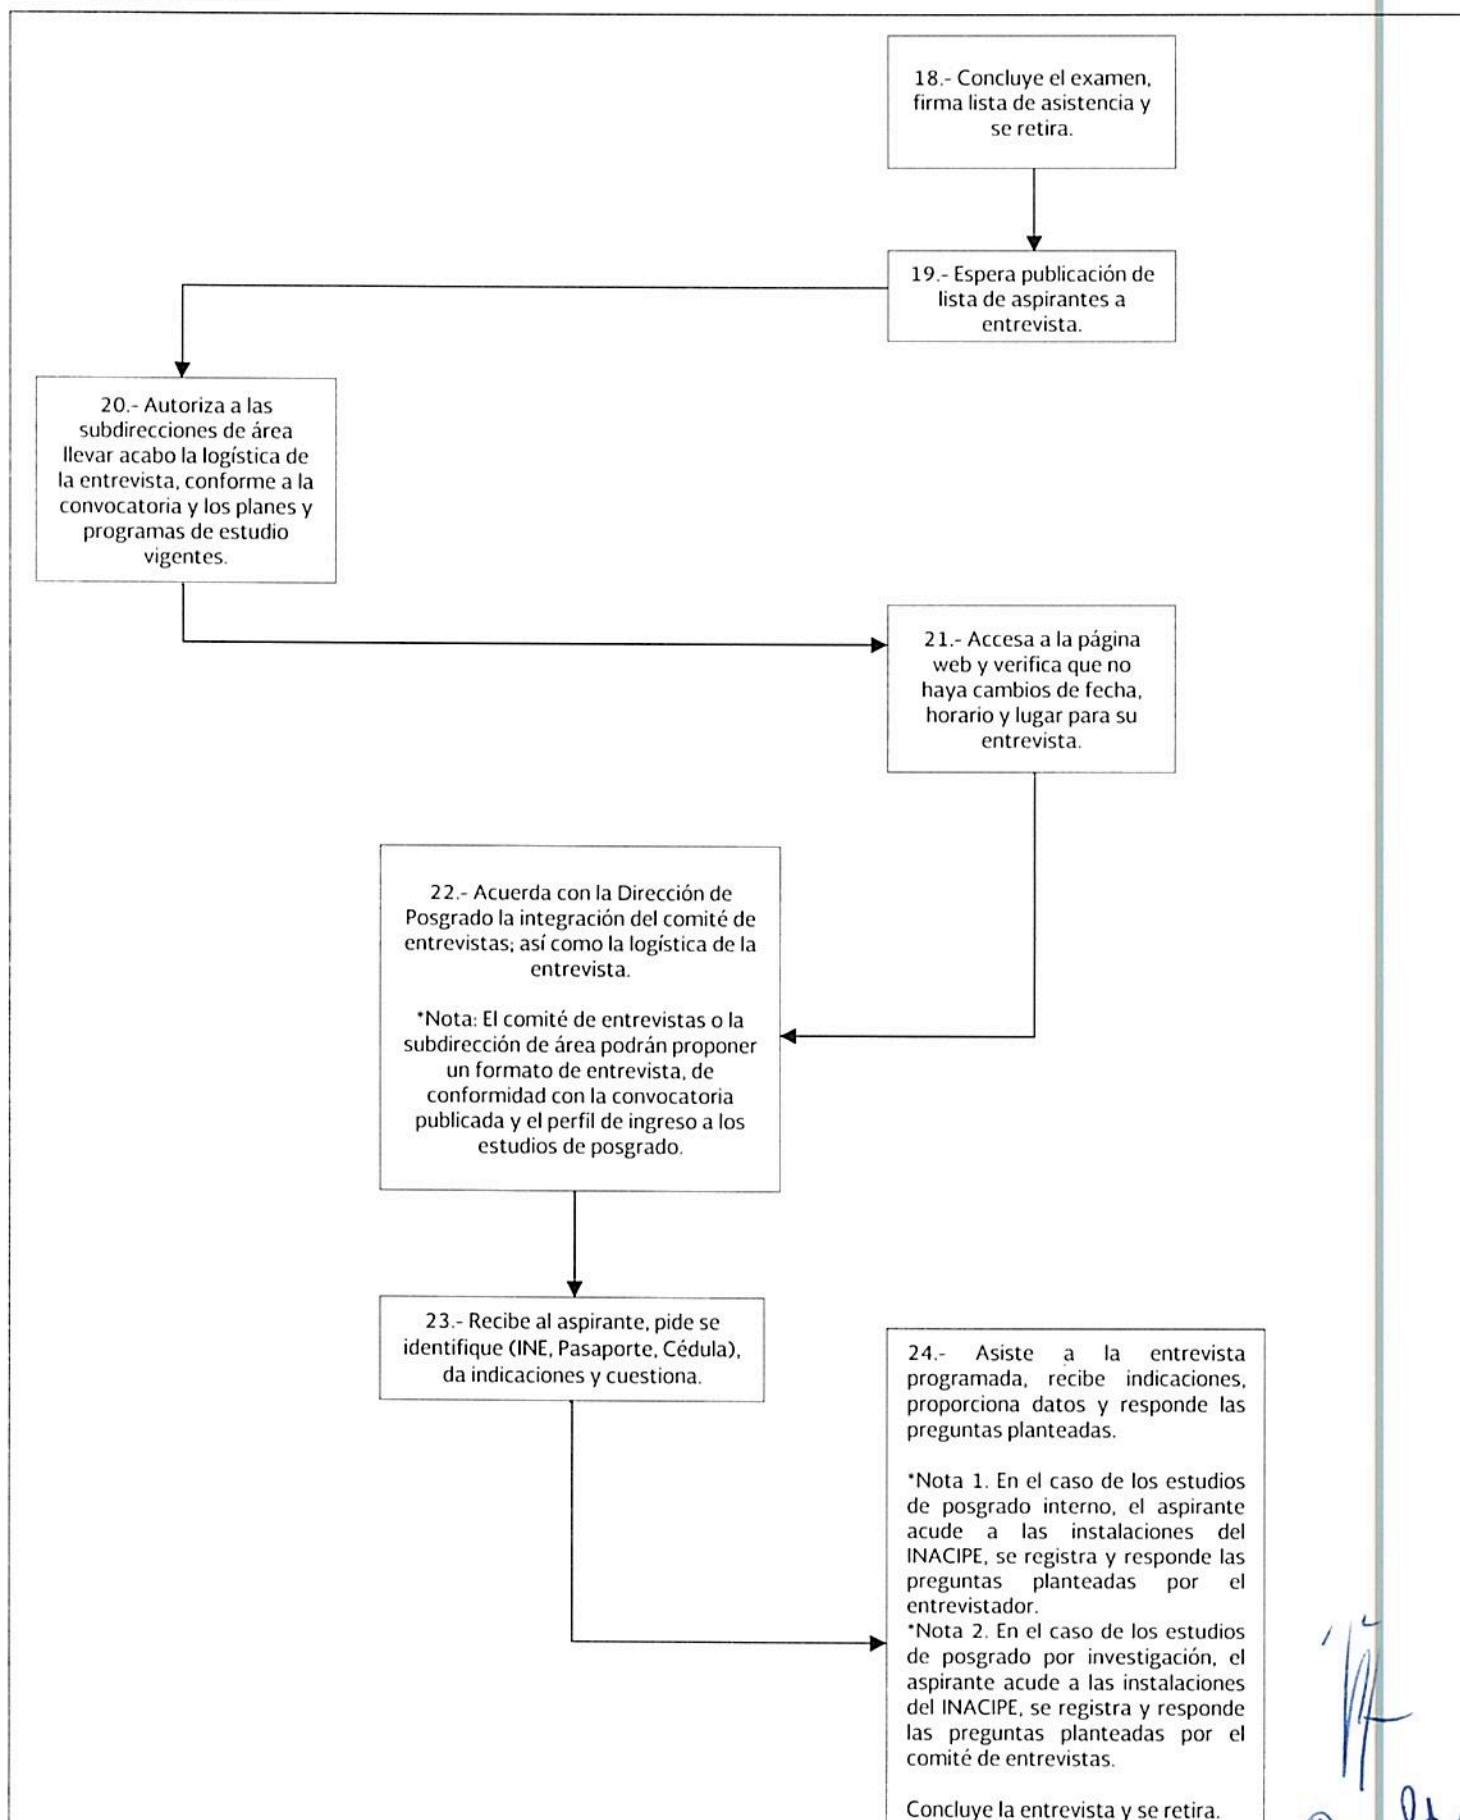 18.- Concluye el examen,
firma lista de asistencia y
se retira.
19.- Espera publicación de
lista de aspirantes a
entrevista.
20.- Autoriza a las
subdirecciones de área
llevar acabo la logística de
la entrevista, conforme a la
convocatoria y los planes y
programas de estudio
vigentes.
21.- Accesa a la página
web y verifica que no
haya cambios de fecha,
horario y lugar para su
entrevista.
22.- Acuerda con la Dirección de
Posgrado la integración del comité de
entrevistas; así como la logística de la
entrevista.
*Nota: El comité de entrevistas o la
subdirección de área podrán proponer
un formato de entrevista, de
conformidad con la convocatoria
publicada y el perfil de ingreso a los
estudios de posgrado.
23.- Recibe al aspirante, pide se
identifique (INE, Pasaporte, Cédula),
da indicaciones y cuestiona.
24.- Asiste a la entrevista
programada, recibe indicaciones,
proporciona datos y responde las
preguntas planteadas.
*Nota 1. En el caso de los estudios
de posgrado interno, el aspirante
acude a las instalaciones del
INACIPE, se registra y responde las
preguntas planteadas por el
entrevistador.
*Nota 2. En el caso de los estudios
de posgrado por investigación, el
aspirante acude a las instalaciones
del INACIPE, se registra y responde
las preguntas planteadas por el
comité de entrevistas.
Concluye la entrevista y se retira.